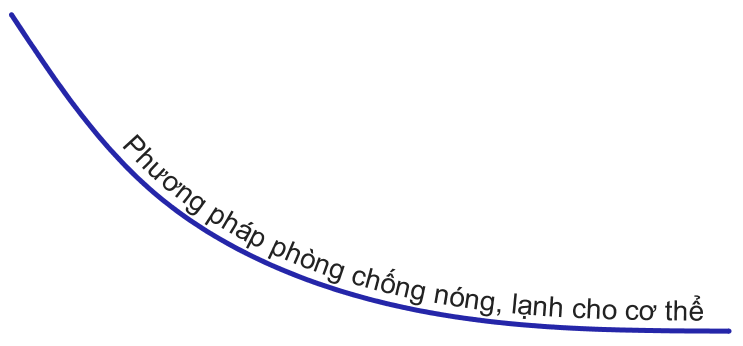 Phương pháp phòng chống nóng, lạnh cho cơ thể